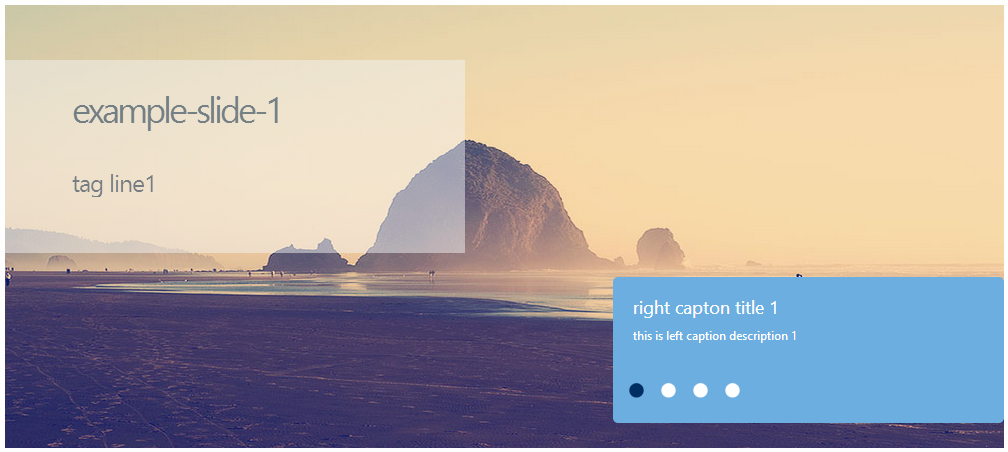 example-slide-1
tag line1
right capton title 1
this is left caption description 1